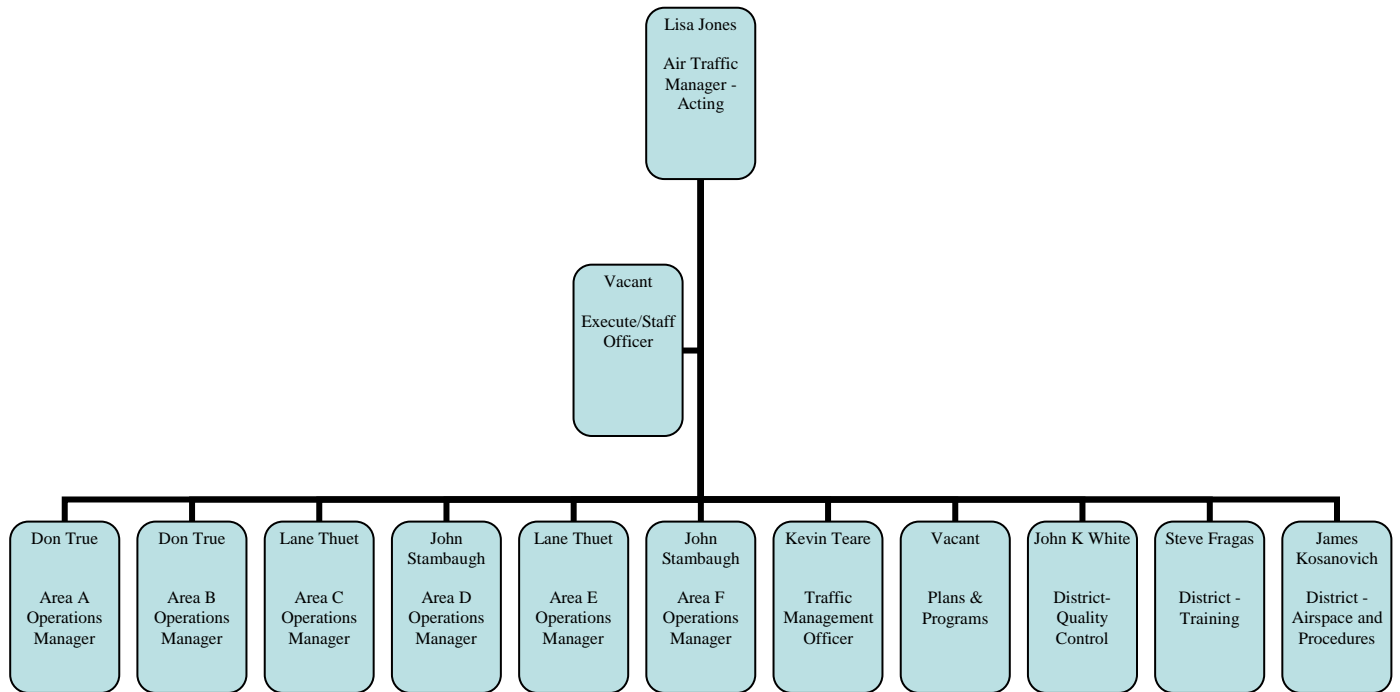 Lisa Jones
Air Traffic
Manager -
Acting
Vacant
Execute/Staff
Officer
Don True
Area A
Operations
Manager
Don True
Area B
Operations
Manager
Lane Thuet
Area C
Operations
Manager
John
Stambaugh
Area D
Operations
Manager
Lane Thuet
Area E
Operations
Manager
John
Stambaugh
Area F
Operations
Manager
Kevin Teare
Traffic
Management
Officer
Vacant
Plans &
Programs
John K White
District-
Quality
Control
Steve Fragas
District -
Training
James
Kosanovich
District -
Airspace and
Procedures